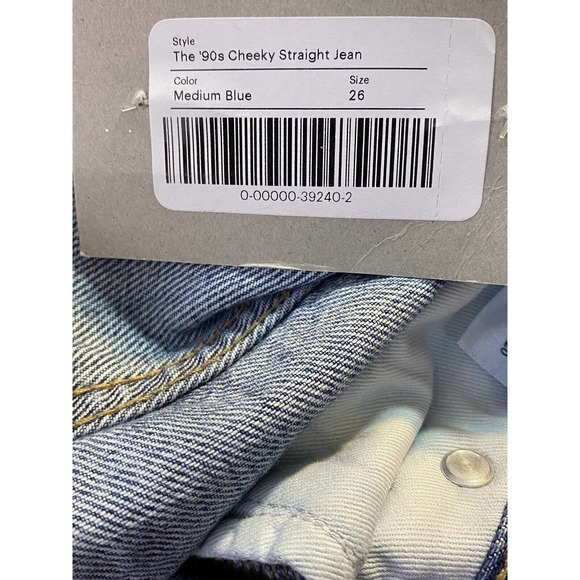 Style
The '90s Cheeky Straight Jean
Color Size
Medium Blue 26
0-00000-39240-2